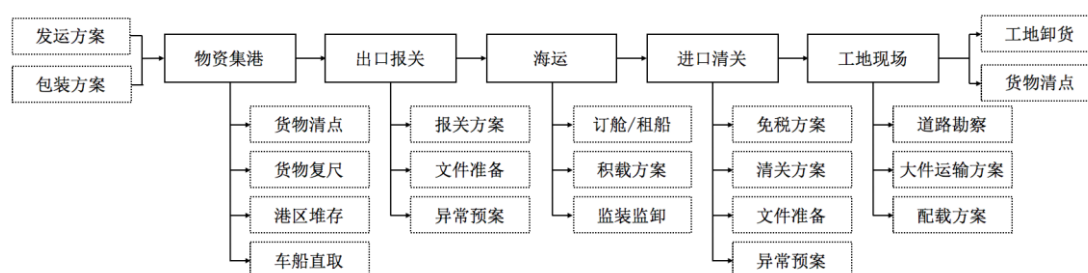 发运方案
包装方案
物资集港
出口报关
海运
进口清关
工地现场
工地卸货
货物清点
货物清点
货物复尺
港区堆存
车船直取
报关方案
文件准备
异常预案
订舱/租船
积载方案
监装监卸
免税方案
清关方案
文件准备
异常预案
道路勘察
大件运输方案
配载方案